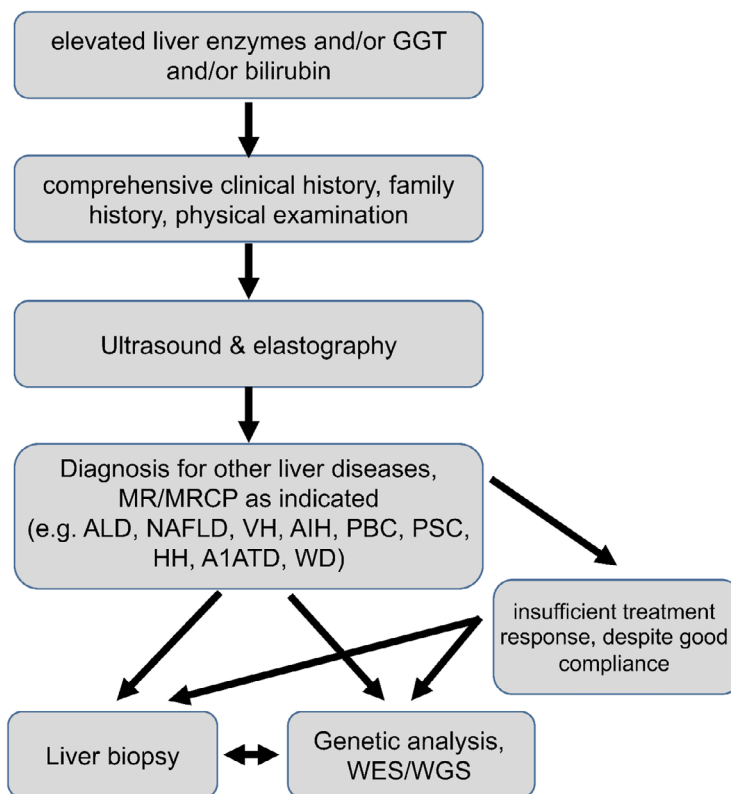 elevated liver enzymes and/or GGT
and/or bilirubin
comprehensive clinical history, family
history, physical examination
Ultrasound & elastography
Diagnosis for other liver diseases,
MR/MRCP as indicated
(e.g. ALD, NAFLD, VH, AIH, PBC, PSC,
HH, A1ATD, WD)
insufficient treatment
response, despite good
compliance
Liver biopsy
Genetic analysis,
WES/WGS